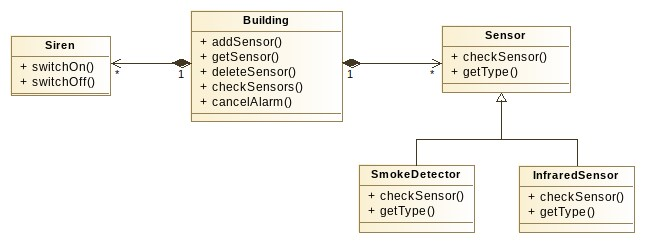 Building
+ addSensor()
+ getSensor()
+ deleteSensor()
+ checkSensors()
+ cancelAlarm()
Siren
+ switchOn()
+ switchOff()
* 1
1 *
Sensor
+ checkSensor()
+ getType()
SmokeDetector
+ checkSensor()
+ getType()
InfraredSensor
+ checkSensor()
+ getType()